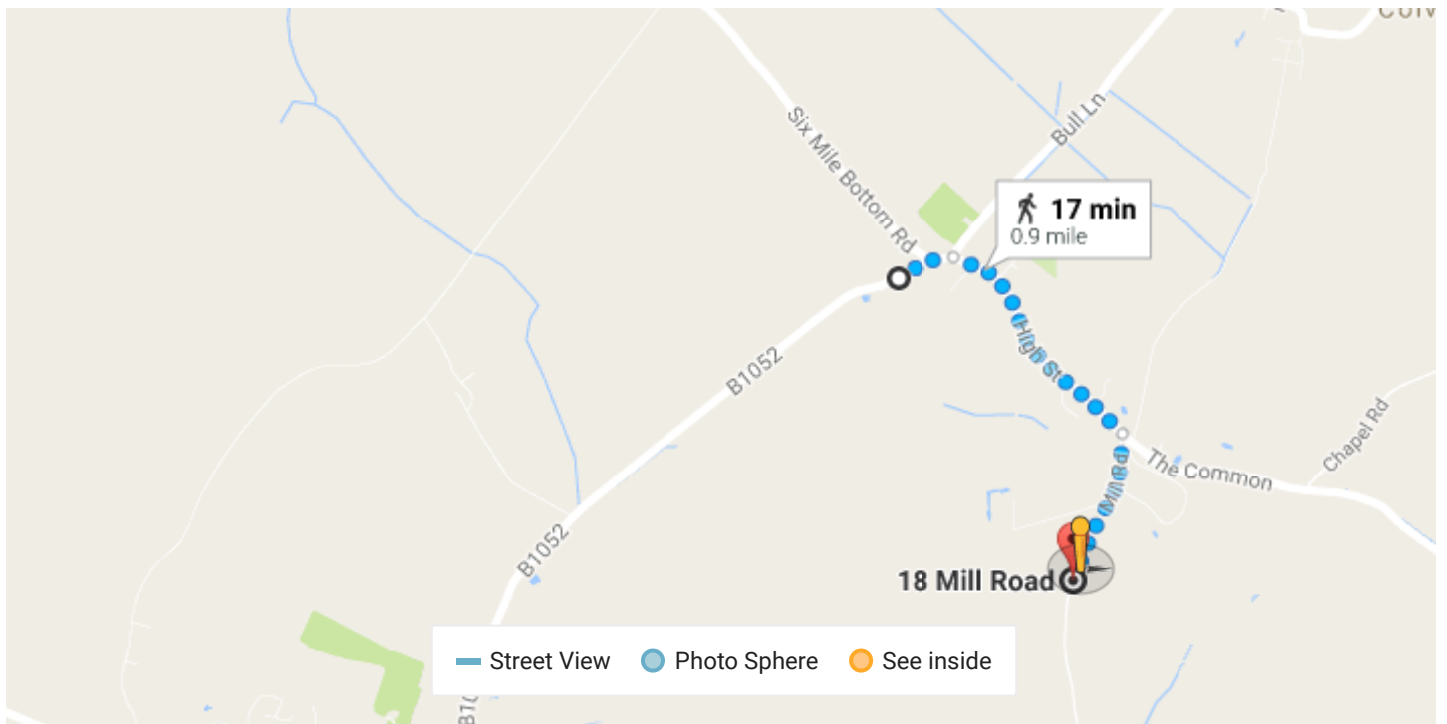 Six Mile Bottom Rd
Bull Ln
17 min
0.9 mile
High St
B1052
Chapel Rd
Mill Rd
The Common
B1052
18 Mill Road
Street View
Photo Sphere
See inside